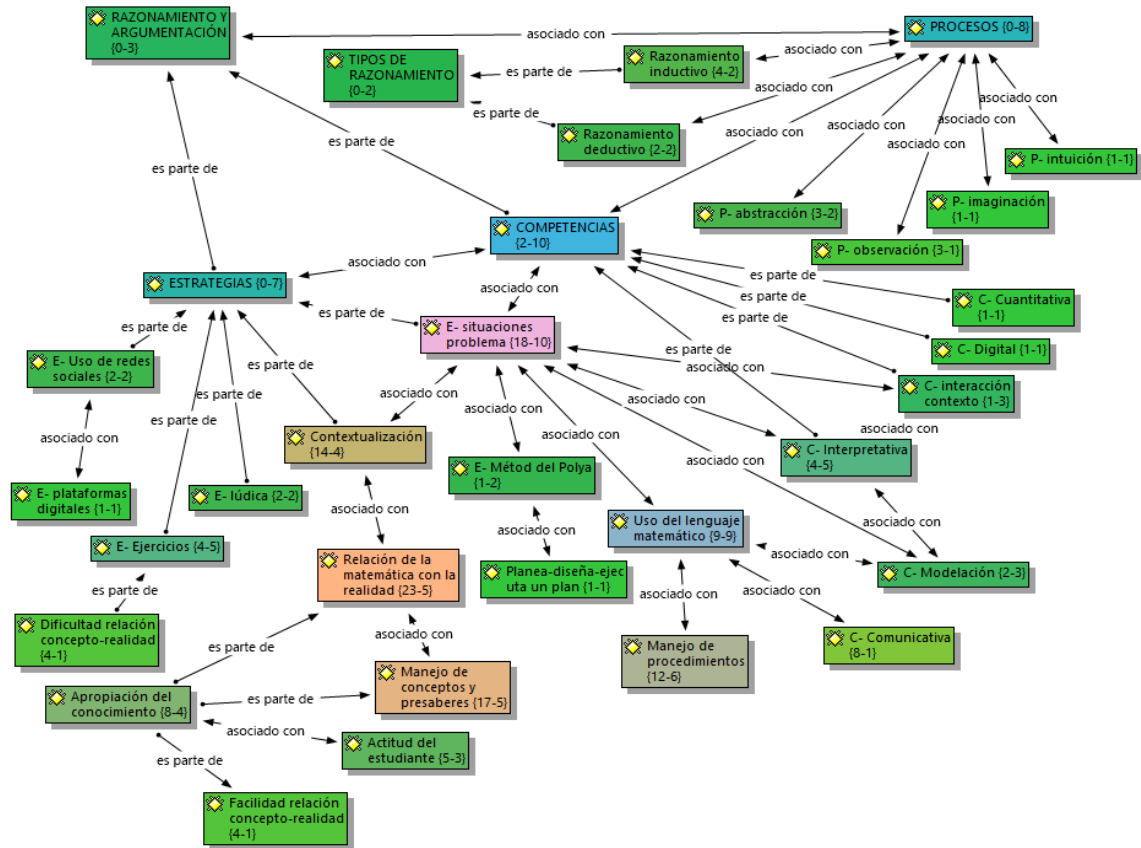 RAZONAMIENTO Y
ARGUMENTACIÓN
{0-3}
asociado con
PROCESOS {0-8}
TIPOS DE
RAZONAMIENTO
{0-2}
es parte de
Razonamiento
inductivo {4-2}
asociado con
asociado con
es parte de
Razonamiento
deductivo {2-2}
asociado con
asociado con
asociado con
asociado con
asociado con
es parte de
es parte de
P- intuición {1-1}
P- imaginación
{1-1}
P- abstracción {3-2}
P- observación {3-1}
COMPETENCIAS
{2-10}
asociado con
ESTRATEGIAS {0-7}
asociado con
es parte de
es parte de
es parte de
C- Cuantitativa
{1-1}
es parte de
es parte de
E- situaciones
problema {18-10}
es parte de
C- Digital {1-1}
E- Uso de redes
sociales {2-2}
es parte de
es parte de
es parte de
asociado con
C- interacción
contexto {1-3}
asociado con
asociado con
asociado con
asociado con
asociado con
asociado con
Contextualización
{14-4}
C- Interpretativa
{4-5}
asociado con
E- Métod del Polya
{1-2}
E- plataformas
digitales {1-1}
E- lúdica {2-2}
asociado con
asociado con
Uso del lenguaje
matemático {9-9}
asociado con
E- Ejercicios {4-5}
Relación de la
matemática con la
realidad {23-5}
Planea-diseña-ejec
uta un plan {1-1}
asociado con
C- Modelación {2-3}
es parte de
asociado con
asociado con
Dificultad relación
concepto-realidad
{4-1}
es parte de
asociado con
Manejo de
procedimientos
{12-6}
C- Comunicativa
{8-1}
Apropiación del
conocimiento {8-4}
es parte de
Manejo de
conceptos y
presaberes {17-5}
asociado con
Actitud del
estudiante {5-3}
es parte de
Facilidad relación
concepto-realidad
{4-1}